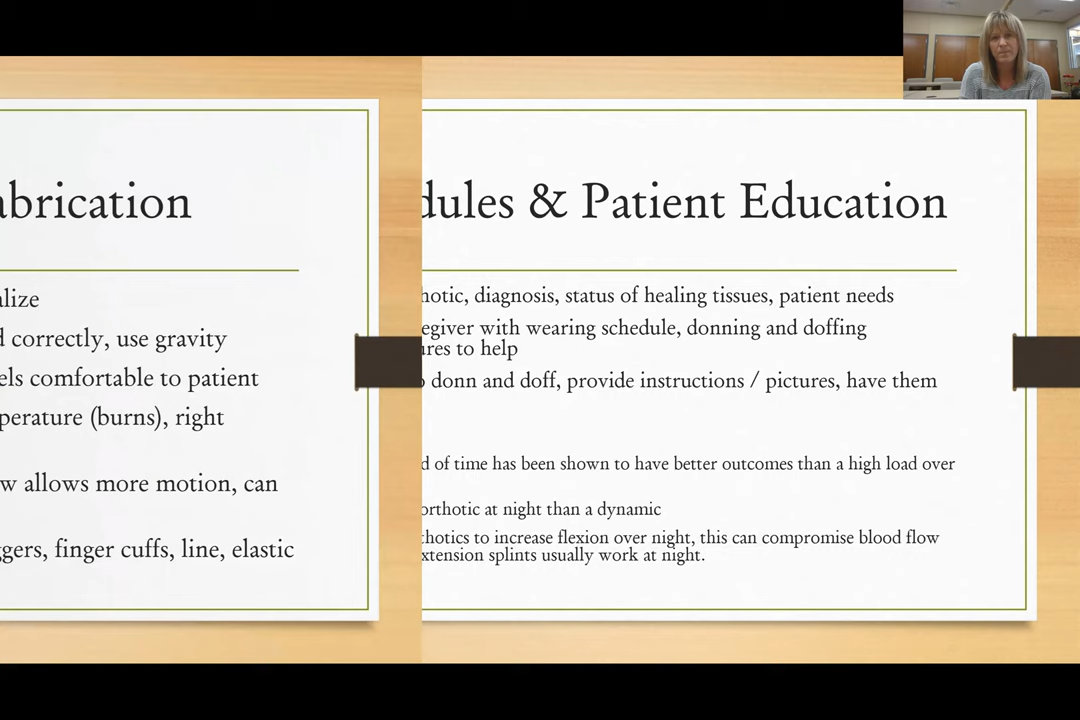 abrication
alize
d correctly, use gravity
els comfortable to patient
perature (burns), right
w allows more motion, can
ggers, finger cuffs, line, elastic
dules & Patient Education
hotic, diagnosis, status of healing tissues, patient needs
egiver with wearing schedule, donning and doffing
ures to help
donn and doff, provide instructions / pictures, have them
d of time has been shown to have better outcomes than a high load over
orthotic at night than a dynamic
thotics to increase flexion over night, this can compromise blood flow
xtension splints usually work at night.